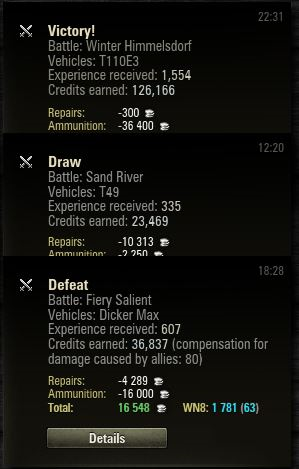 22:31
Victory!
Battle: Winter Himmelsdorf
Vehicles: T110E3
Experience received: 1,554
Credits earned: 126,166
Repairs: -300
Ammunition: -36 400
12:20
Draw
Battle: Sand River
Vehicles: T49
Experience received: 335
Credits earned: 23,469
Repairs: -10 313
Ammunition: -2 250
18:28
Defeat
Battle: Fiery Salient
Vehicles: Dicker Max
Experience received: 607
Credits earned: 36,837 (compensation for
damage caused by allies: 80)
Repairs: -4 289
Ammunition: -16 000
Total: 16 548 WN8: 1 781 (63)
Details